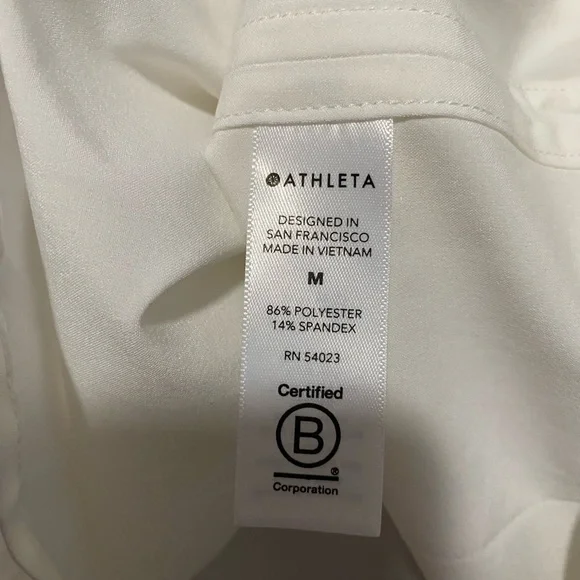 ATHLETA
DESIGNED IN
SAN FRANCISCO
MADE IN VIETNAM
M
86% POLYESTER
14% SPANDEX
RN 54023
Certified
B
®
Corporation